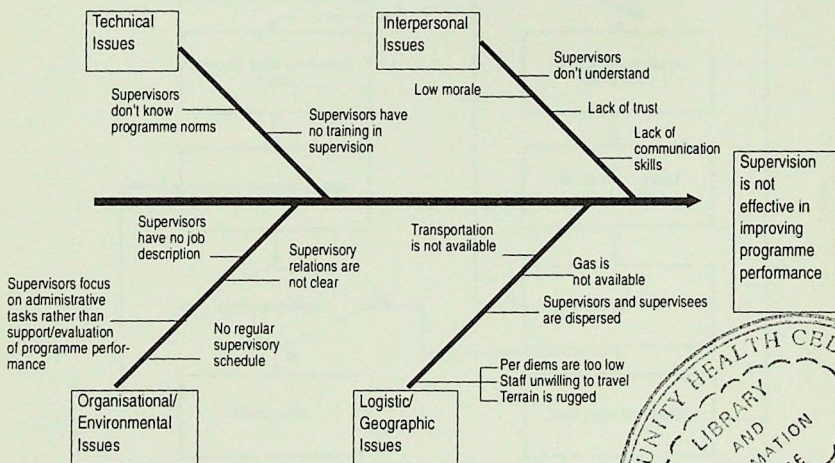 Technical
Issues
Interpersonal
Issues
Supervisors
don't know
programme norms
Supervisors have
no training in
supervision
Low morale
Supervisors
don't understand
Lack of trust
Lack of
communication
skills
Supervision
is not
effective in
improving
programme
performance
Supervisors
have no job
description
Supervisory
relations are
not clear
Supervisors focus
on administrative
tasks rather than
support/evaluation
of programme perfor-
mance
No regular
supervisory
schedule
Organisational/
Environmental
Issues
Transportation
is not available
Gas is
not available
Supervisors and supervisees
are dispersed
Per diems are too low
Staff unwilling to travel
Terrain is rugged
Logistic/
Geographic
Issues
HEALTH
LIBRARY
AND